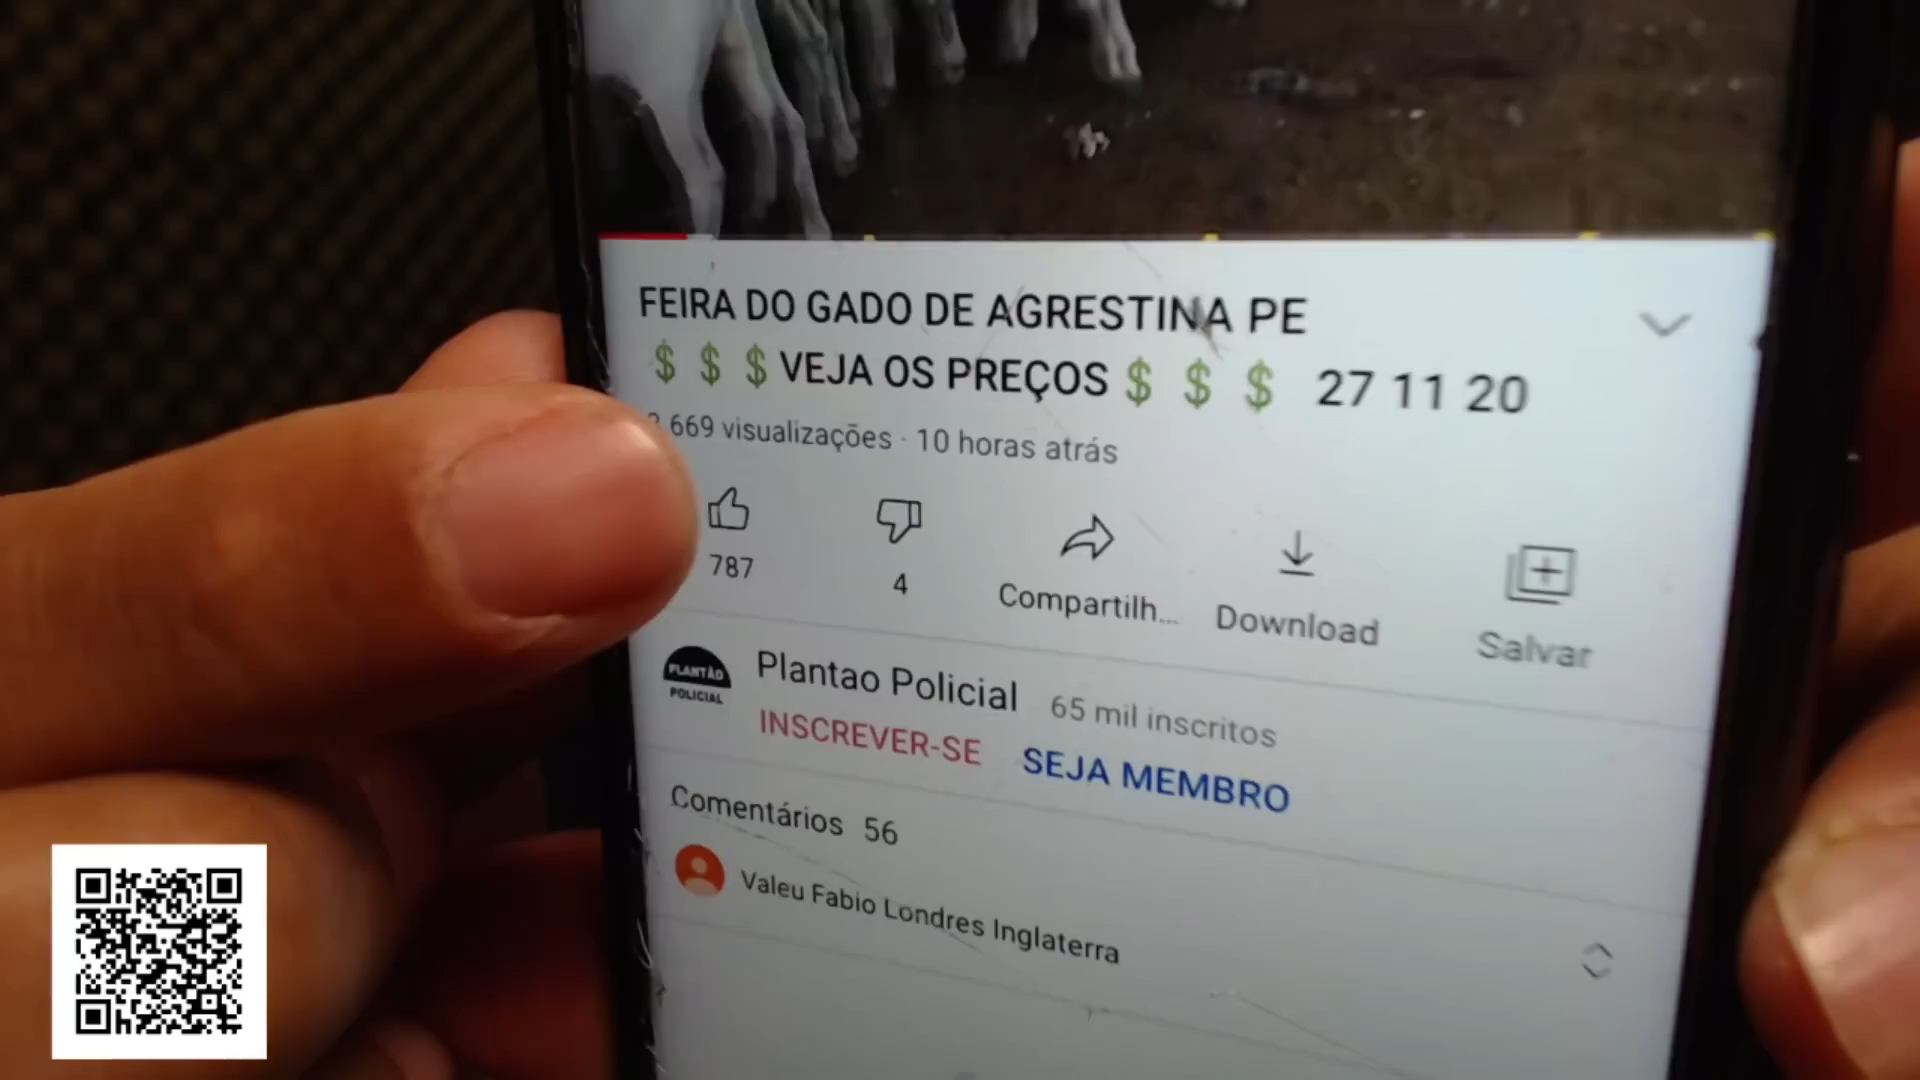 FEIRA DO GADO DE AGRESTINA PE
$ $ $ VEJA OS PREÇOS $ $ $ 27 11 20
669 visualizações · 10 horas atrás
787
4
Compartilh...
Download
Salvar
PLANTÃO
POLICIAL
Plantao Policial 65 mil inscritos
INSCREVER-SE SEJA MEMBRO
Comentários 56
Valeu Fabio Londres Inglaterra